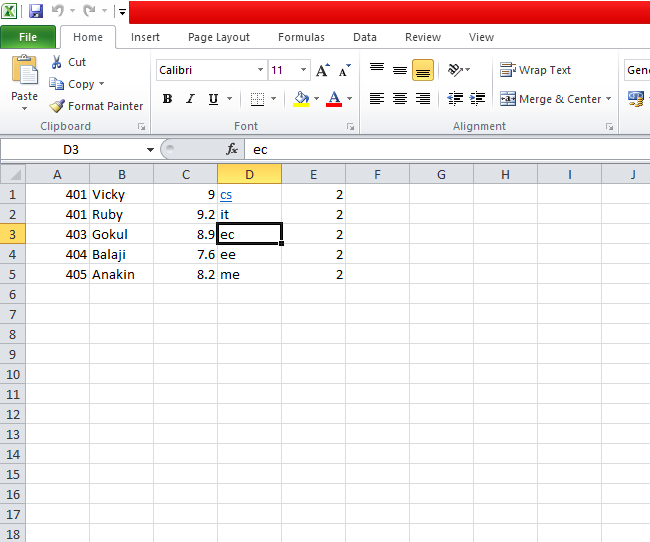 File Home Insert Page Layout Formulas Data Review View
Cut
Copy
Format Painter
Paste
Calibri 11 A A
B I U A
Wrap Text
Merge & Center
Gene
Clipboard Font Alignment
D3 fx ec
A B C D E F G H I J
1 401 Vicky 9 cs 2
2 401 Ruby 9.2 it 2
3 403 Gokul 8.9 ec 2
4 404 Balaji 7.6 ee 2
5 405 Anakin 8.2 me 2
6
7
8
9
10
11
12
13
14
15
16
17
18